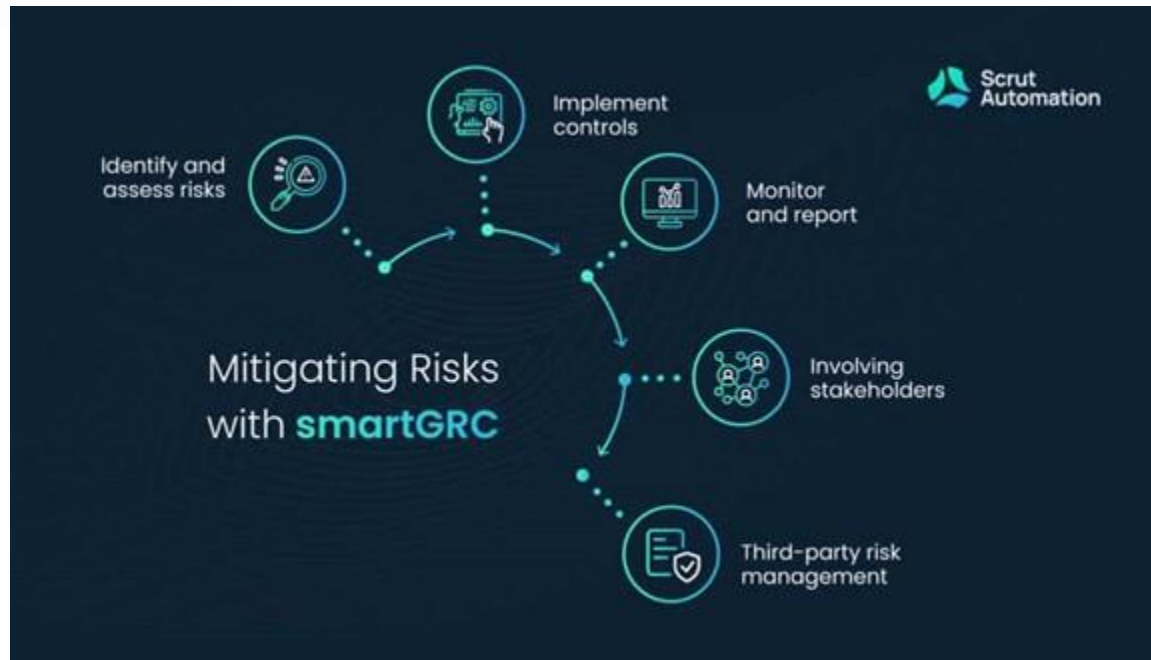 Scrut
Automation
Identify and
assess risks
Implement
controls
Monitor
and report
Involving
stakeholders
Third-party risk
management
Mitigating Risks
with smartGRC